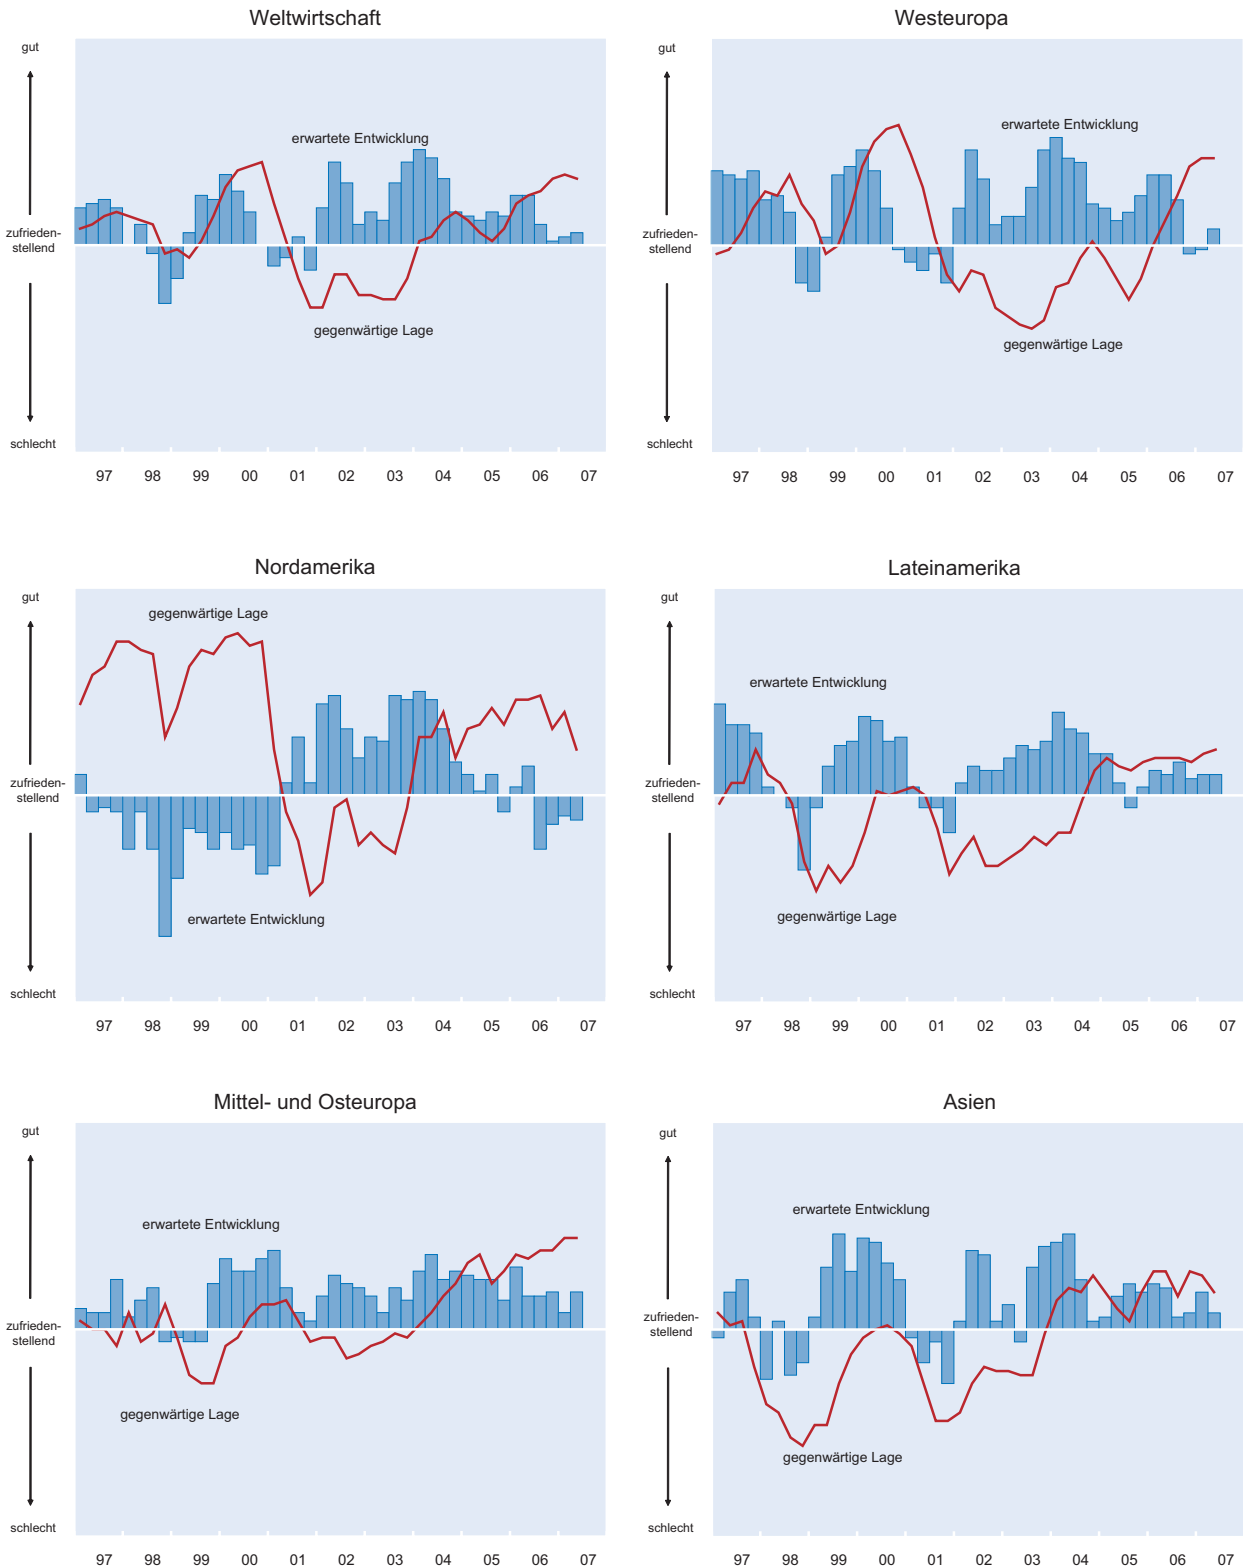 Weltwirtschaft
gut
zufrieden-
stellend
schlecht
erwartete Entwicklung
gegenwärtige Lage
97 98 99 00 01 02 03 04 05 06 07
Westeuropa
gut
zufrieden-
stellend
schlecht
erwartete Entwicklung
gegenwärtige Lage
97 98 99 00 01 02 03 04 05 06 07
Nordamerika
gut
zufrieden-
stellend
schlecht
gegenwärtige Lage
erwartete Entwicklung
97 98 99 00 01 02 03 04 05 06 07
Lateinamerika
gut
zufrieden-
stellend
schlecht
erwartete Entwicklung
gegenwärtige Lage
97 98 99 00 01 02 03 04 05 06 07
Mittel- und Osteuropa
gut
zufrieden-
stellend
schlecht
erwartete Entwicklung
gegenwärtige Lage
97 98 99 00 01 02 03 04 05 06 07
Asien
gut
zufrieden-
stellend
schlecht
erwartete Entwicklung
gegenwärtige Lage
97 98 99 00 01 02 03 04 05 06 07